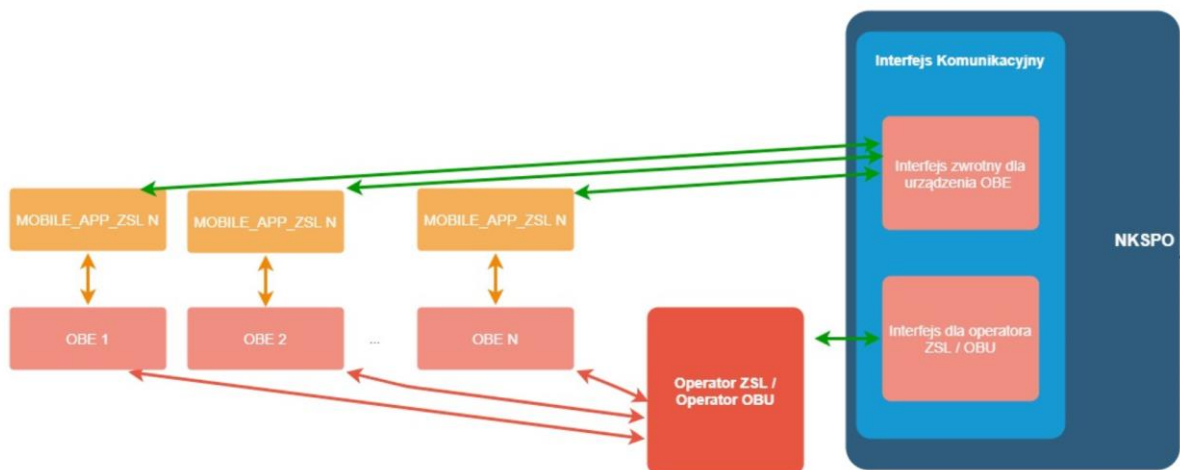 Interfejs Komunikacyjny
Interfejs zwrotny dla
urządzenia OBE
NKSPO
MOBILE_APP_ZSL N
MOBILE_APP_ZSL N
MOBILE_APP_ZSL N
OBE 1
OBE 2
...
OBE N
Interfejs dla operatora
ZSL / OBU
Operator ZSL /
Operator OBU